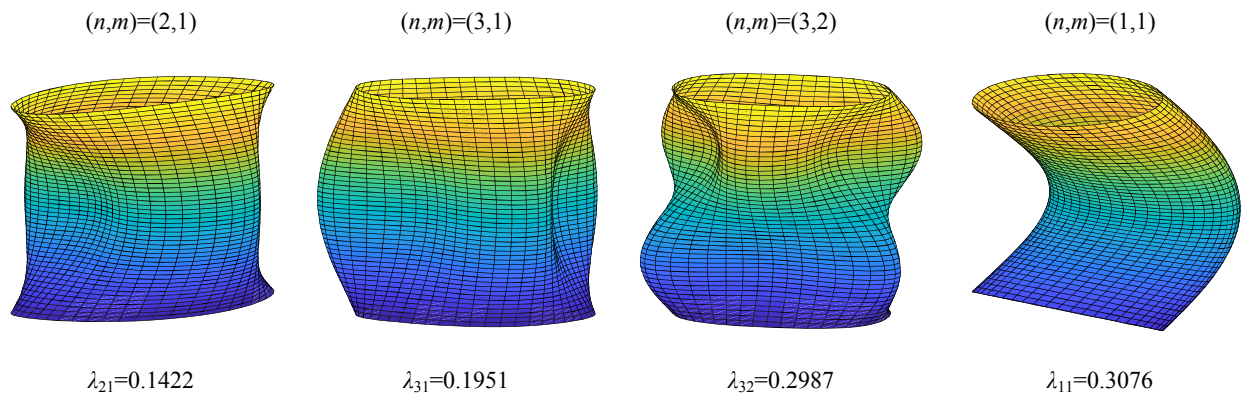 (n,m)=(2,1) (n,m)=(3,1) (n,m)=(3,2) (n,m)=(1,1)
λ₂₁=0.1422 λ₃₁=0.1951 λ₃₂=0.2987 λ₁₁=0.3076